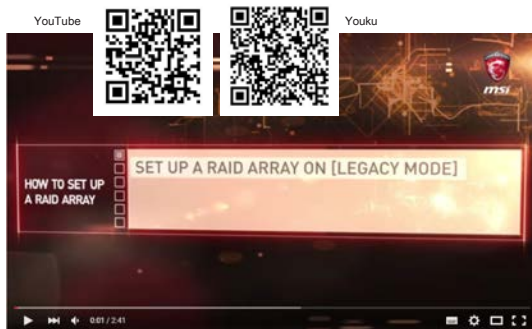 YouTube
Youku
msi
SET UP A RAID ARRAY ON [LEGACY MODE]
HOW TO SET UP
A RAID ARRAY
0:01 / 2:41